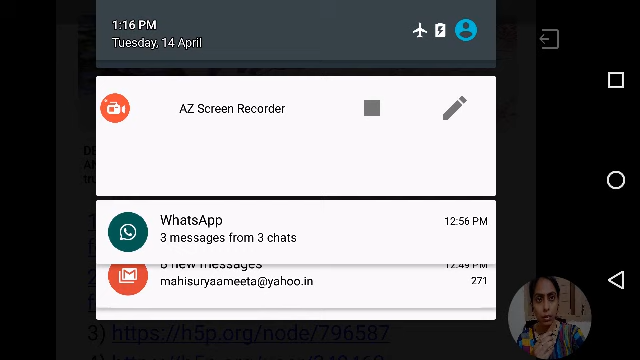 1:16 PM
Tuesday, 14 April
AZ Screen Recorder
WhatsApp
12:56 PM
3 messages from 3 chats
6 new messages
12:49 PM
mahisuryaameeta@yahoo.in
271
3) https://h5p.org/node/796587